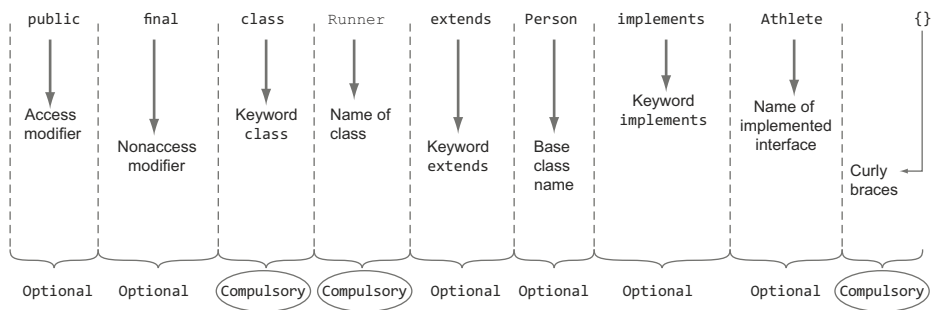 public final class Runner extends Person implements Athlete {}
Access
modifier
Nonaccess
modifier
Keyword
class
Name of
class
Keyword
extends
Base
class
name
Keyword
implements
Name of
implemented
interface
Curly
braces
Optional Optional Compulsory Compulsory Optional Optional Optional Optional Compulsory